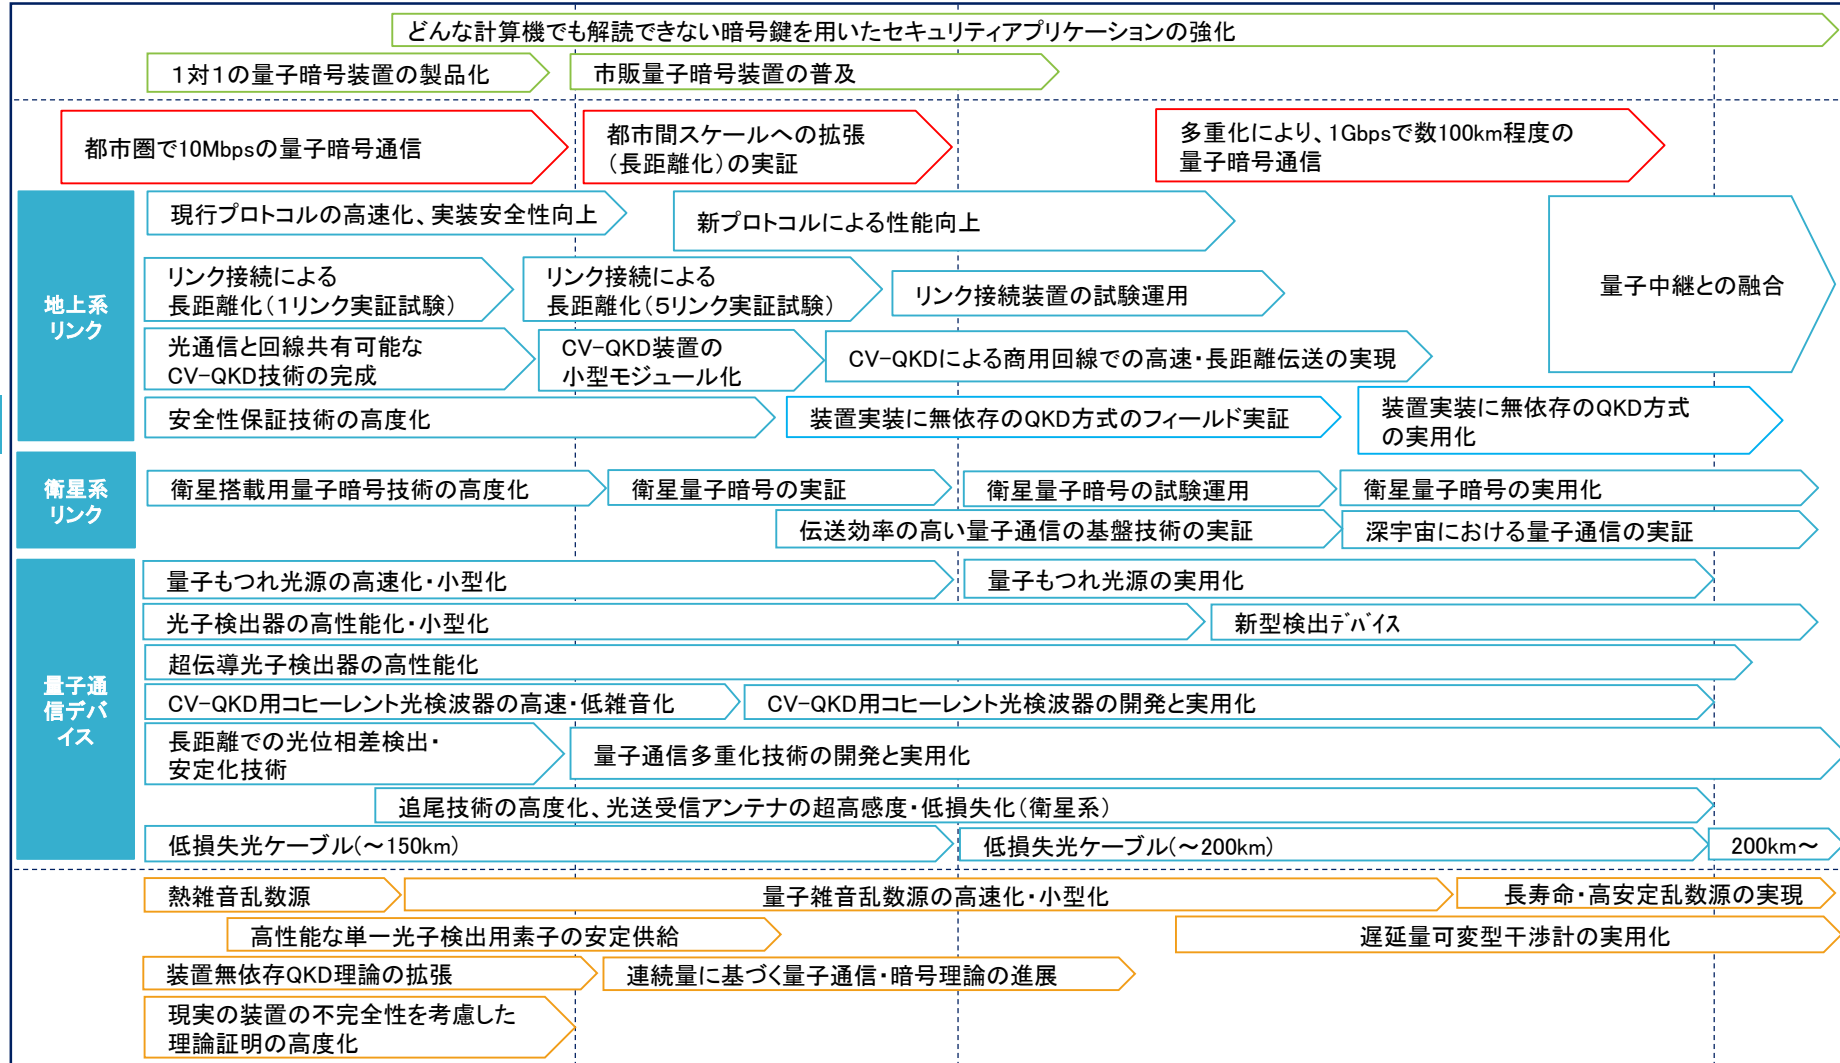 どんな計算機でも解読できない暗号鍵を用いたセキュリティアプリケーションの強化
1対1の量子暗号装置の製品化
市販量子暗号装置の普及
都市圏で10Mbpsの量子暗号通信
都市間スケールへの拡張
(長距離化)の実証
多重化により、1Gbpsで数100km程度の
量子暗号通信
地上系
リンク
現行プロトコルの高速化、実装安全性向上
新プロトコルによる性能向上
量子中継との融合
リンク接続による
長距離化(1リンク実証試験)
リンク接続による
長距離化(5リンク実証試験)
リンク接続装置の試験運用
光通信と回線共有可能な
CV-QKD技術の完成
CV-QKD装置の
小型モジュール化
CV-QKDによる商用回線での高速・長距離伝送の実現
安全性保証技術の高度化
装置実装に無依存のQKD方式のフィールド実証
装置実装に無依存のQKD方式
の実用化
衛星系
リンク
衛星搭載用量子暗号技術の高度化
衛星量子暗号の実証
衛星量子暗号の試験運用
衛星量子暗号の実用化
伝送効率の高い量子通信の基盤技術の実証
深宇宙における量子通信の実証
量子通
信デバ
イス
量子もつれ光源の高速化・小型化
量子もつれ光源の実用化
光子検出器の高性能化・小型化
新型検出ﾃﾞﾊﾞｲｽ
超伝導光子検出器の高性能化
CV-QKD用コヒーレント光検波器の高速・低雑音化
CV-QKD用コヒーレント光検波器の開発と実用化
長距離での光位相差検出・
安定化技術
量子通信多重化技術の開発と実用化
追尾技術の高度化、光送受信アンテナの超高感度・低損失化(衛星系)
低損失光ケーブル(～150km)
低損失光ケーブル(～200km)
200km～
熱雑音乱数源
量子雑音乱数源の高速化・小型化
長寿命・高安定乱数源の実現
高性能な単一光子検出用素子の安定供給
遅延量可変型干渉計の実用化
装置無依存QKD理論の拡張
連続量に基づく量子通信・暗号理論の進展
現実の装置の不完全性を考慮した
理論証明の高度化